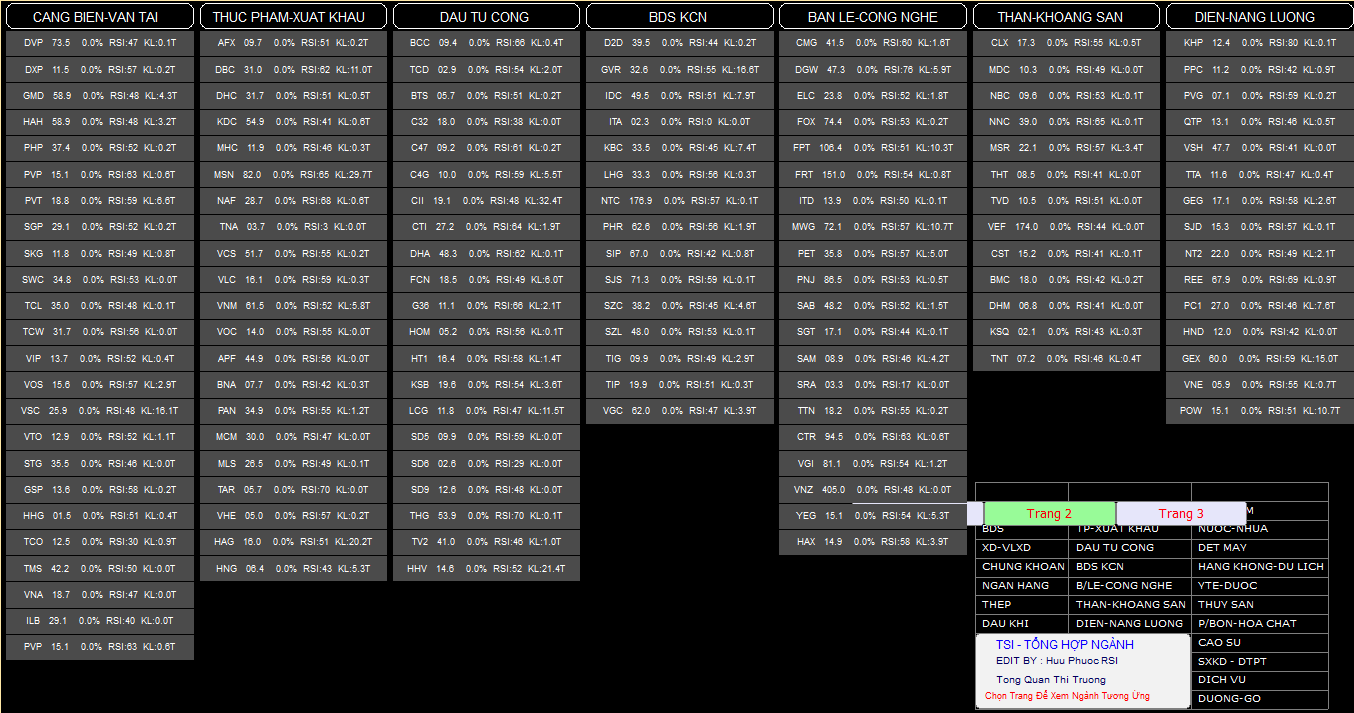 CANG BIEN-VAN TAI
DVP 73.5 0.0% RSI:47 KL:0.1T
DXP 11.5 0.0% RSI:57 KL:0.2T
GMD 58.9 0.0% RSI:48 KL:4.3T
HAH 58.9 0.0% RSI:48 KL:3.2T
PHP 37.4 0.0% RSI:52 KL:0.2T
PVP 15.1 0.0% RSI:63 KL:0.6T
PVT 18.8 0.0% RSI:59 KL:6.6T
SGP 29.1 0.0% RSI:52 KL:0.2T
SKG 11.8 0.0% RSI:49 KL:0.8T
SWC 34.8 0.0% RSI:53 KL:0.0T
TCL 35.0 0.0% RSI:48 KL:0.1T
TCW 31.7 0.0% RSI:56 KL:0.0T
VIP 13.7 0.0% RSI:52 KL:0.4T
VOS 15.6 0.0% RSI:57 KL:2.9T
VSC 25.9 0.0% RSI:48 KL:16.1T
VTO 12.9 0.0% RSI:52 KL:1.1T
STG 35.5 0.0% RSI:46 KL:0.0T
GSP 13.6 0.0% RSI:58 KL:0.2T
HHG 01.5 0.0% RSI:51 KL:0.4T
TCO 12.5 0.0% RSI:30 KL:0.9T
TMS 42.2 0.0% RSI:50 KL:0.0T
VNA 18.7 0.0% RSI:47 KL:0.0T
ILB 29.1 0.0% RSI:40 KL:0.0T
PVP 15.1 0.0% RSI:63 KL:0.6T
THUC PHAM-XUAT KHAU
AFX 09.7 0.0% RSI:51 KL:0.2T
DBC 31.0 0.0% RSI:62 KL:11.0T
DHC 31.7 0.0% RSI:51 KL:0.5T
KDC 54.9 0.0% RSI:41 KL:0.6T
MHC 11.9 0.0% RSI:46 KL:0.3T
MSN 82.0 0.0% RSI:65 KL:29.7T
NAF 28.7 0.0% RSI:68 KL:0.6T
TNA 03.7 0.0% RSI:3 KL:0.0T
VCS 51.7 0.0% RSI:55 KL:0.2T
VLC 16.1 0.0% RSI:59 KL:0.3T
VNM 61.5 0.0% RSI:52 KL:5.8T
VOC 14.0 0.0% RSI:55 KL:0.0T
APF 44.9 0.0% RSI:56 KL:0.0T
BNA 07.7 0.0% RSI:42 KL:0.3T
PAN 34.9 0.0% RSI:55 KL:1.2T
MCM 30.0 0.0% RSI:47 KL:0.0T
MLS 26.5 0.0% RSI:49 KL:0.1T
TAR 05.7 0.0% RSI:70 KL:0.0T
VHE 05.0 0.0% RSI:57 KL:0.2T
HAG 16.0 0.0% RSI:51 KL:20.2T
HNG 06.4 0.0% RSI:43 KL:5.3T
DAU TU CONG
BCC 09.4 0.0% RSI:66 KL:0.4T
TCD 02.9 0.0% RSI:54 KL:2.0T
BTS 05.7 0.0% RSI:51 KL:0.2T
C32 18.0 0.0% RSI:38 KL:0.0T
C47 09.2 0.0% RSI:61 KL:0.2T
C4G 10.0 0.0% RSI:59 KL:5.5T
CII 19.1 0.0% RSI:48 KL:32.4T
CTI 27.2 0.0% RSI:64 KL:1.9T
DHA 48.3 0.0% RSI:62 KL:0.1T
FCN 18.5 0.0% RSI:49 KL:6.0T
G36 11.1 0.0% RSI:66 KL:2.1T
HOM 05.2 0.0% RSI:56 KL:0.1T
HT1 16.4 0.0% RSI:58 KL:1.4T
KSB 19.6 0.0% RSI:54 KL:3.6T
LCG 11.8 0.0% RSI:47 KL:11.5T
SD5 09.9 0.0% RSI:59 KL:0.0T
SD6 02.6 0.0% RSI:29 KL:0.0T
SD9 12.6 0.0% RSI:48 KL:0.0T
THG 53.9 0.0% RSI:70 KL:0.1T
TV2 41.0 0.0% RSI:46 KL:1.0T
HHV 14.6 0.0% RSI:52 KL:21.4T
BDS KCN
D2D 39.5 0.0% RSI:44 KL:0.2T
GVR 32.6 0.0% RSI:55 KL:16.6T
IDC 49.5 0.0% RSI:51 KL:7.9T
ITA 02.3 0.0% RSI:0 KL:0.0T
KBC 33.5 0.0% RSI:45 KL:7.4T
LHG 33.3 0.0% RSI:56 KL:0.3T
NTC 176.9 0.0% RSI:57 KL:0.1T
PHR 62.6 0.0% RSI:56 KL:1.9T
SIP 67.0 0.0% RSI:42 KL:0.8T
SJS 71.3 0.0% RSI:59 KL:0.1T
SZC 38.2 0.0% RSI:45 KL:4.6T
SZL 48.0 0.0% RSI:53 KL:0.1T
TIG 09.9 0.0% RSI:49 KL:2.9T
TIP 19.9 0.0% RSI:51 KL:0.3T
VGC 62.0 0.0% RSI:47 KL:3.9T
BAN LE-CONG NGHE
CMG 41.5 0.0% RSI:60 KL:1.6T
DGW 47.3 0.0% RSI:76 KL:5.9T
ELC 23.8 0.0% RSI:52 KL:1.8T
FOX 74.4 0.0% RSI:53 KL:0.2T
FPT 106.4 0.0% RSI:51 KL:10.3T
FRT 151.0 0.0% RSI:54 KL:0.8T
ITD 13.9 0.0% RSI:50 KL:0.1T
MWG 72.1 0.0% RSI:57 KL:10.7T
PET 35.8 0.0% RSI:57 KL:5.0T
PNJ 86.5 0.0% RSI:53 KL:0.5T
SAB 48.2 0.0% RSI:52 KL:1.5T
SGT 17.1 0.0% RSI:44 KL:0.1T
SAM 08.9 0.0% RSI:46 KL:4.2T
SRA 03.3 0.0% RSI:17 KL:0.0T
TTN 18.2 0.0% RSI:55 KL:0.2T
CTR 94.5 0.0% RSI:63 KL:0.6T
VGI 81.1 0.0% RSI:54 KL:1.2T
VNZ 405.0 0.0% RSI:48 KL:0.0T
YEG 15.1 0.0% RSI:54 KL:5.3T
HAX 14.9 0.0% RSI:58 KL:3.9T
THAN-KHOANG SAN
CLX 17.3 0.0% RSI:55 KL:0.5T
MDC 10.3 0.0% RSI:49 KL:0.0T
NBC 09.6 0.0% RSI:53 KL:0.1T
NNC 39.0 0.0% RSI:65 KL:0.1T
MSR 22.1 0.0% RSI:57 KL:3.4T
THT 08.5 0.0% RSI:41 KL:0.0T
TVD 10.5 0.0% RSI:51 KL:0.0T
VEF 174.0 0.0% RSI:44 KL:0.0T
CST 15.2 0.0% RSI:41 KL:0.1T
BMC 18.0 0.0% RSI:42 KL:0.2T
DHM 06.8 0.0% RSI:41 KL:0.0T
KSQ 02.1 0.0% RSI:43 KL:0.3T
TNT 07.2 0.0% RSI:46 KL:0.4T
DIEN-NANG LUONG
KHP 12.4 0.0% RSI:80 KL:0.1T
PPC 11.2 0.0% RSI:42 KL:0.9T
PVG 07.1 0.0% RSI:59 KL:0.2T
QTP 13.1 0.0% RSI:46 KL:0.5T
VSH 47.7 0.0% RSI:41 KL:0.0T
TTA 11.6 0.0% RSI:47 KL:0.4T
GEG 17.1 0.0% RSI:58 KL:2.6T
SJD 15.3 0.0% RSI:57 KL:0.1T
NT2 22.0 0.0% RSI:49 KL:2.1T
REE 67.9 0.0% RSI:69 KL:0.9T
PC1 27.0 0.0% RSI:46 KL:7.6T
HND 12.0 0.0% RSI:42 KL:0.0T
GEX 60.0 0.0% RSI:59 KL:15.0T
VNE 05.9 0.0% RSI:55 KL:0.7T
POW 15.1 0.0% RSI:51 KL:10.7T
Trang 2 Trang 3 M
BDS TP-XUAT KHAU NUOC-NHUA
XD-VLXD DAU TU CONG DET MAY
CHUNG KHOAN BDS KCN HANG KHONG-DU LICH
NGAN HANG B/LE-CONG NGHE YTE-DUOC
THEP THAN-KHOANG SAN THUY SAN
DAU KHI DIEN-NANG LUONG P/BON-HOA CHAT
CAO SU
SXKD - DTPT
DICH VU
DUONG-GO
TSI - TỔNG HỢP NGÀNH
EDIT BY : Huu Phuoc RSI
Tong Quan Thi Truong
Chọn Trang Để Xem Ngành Tương Ứng